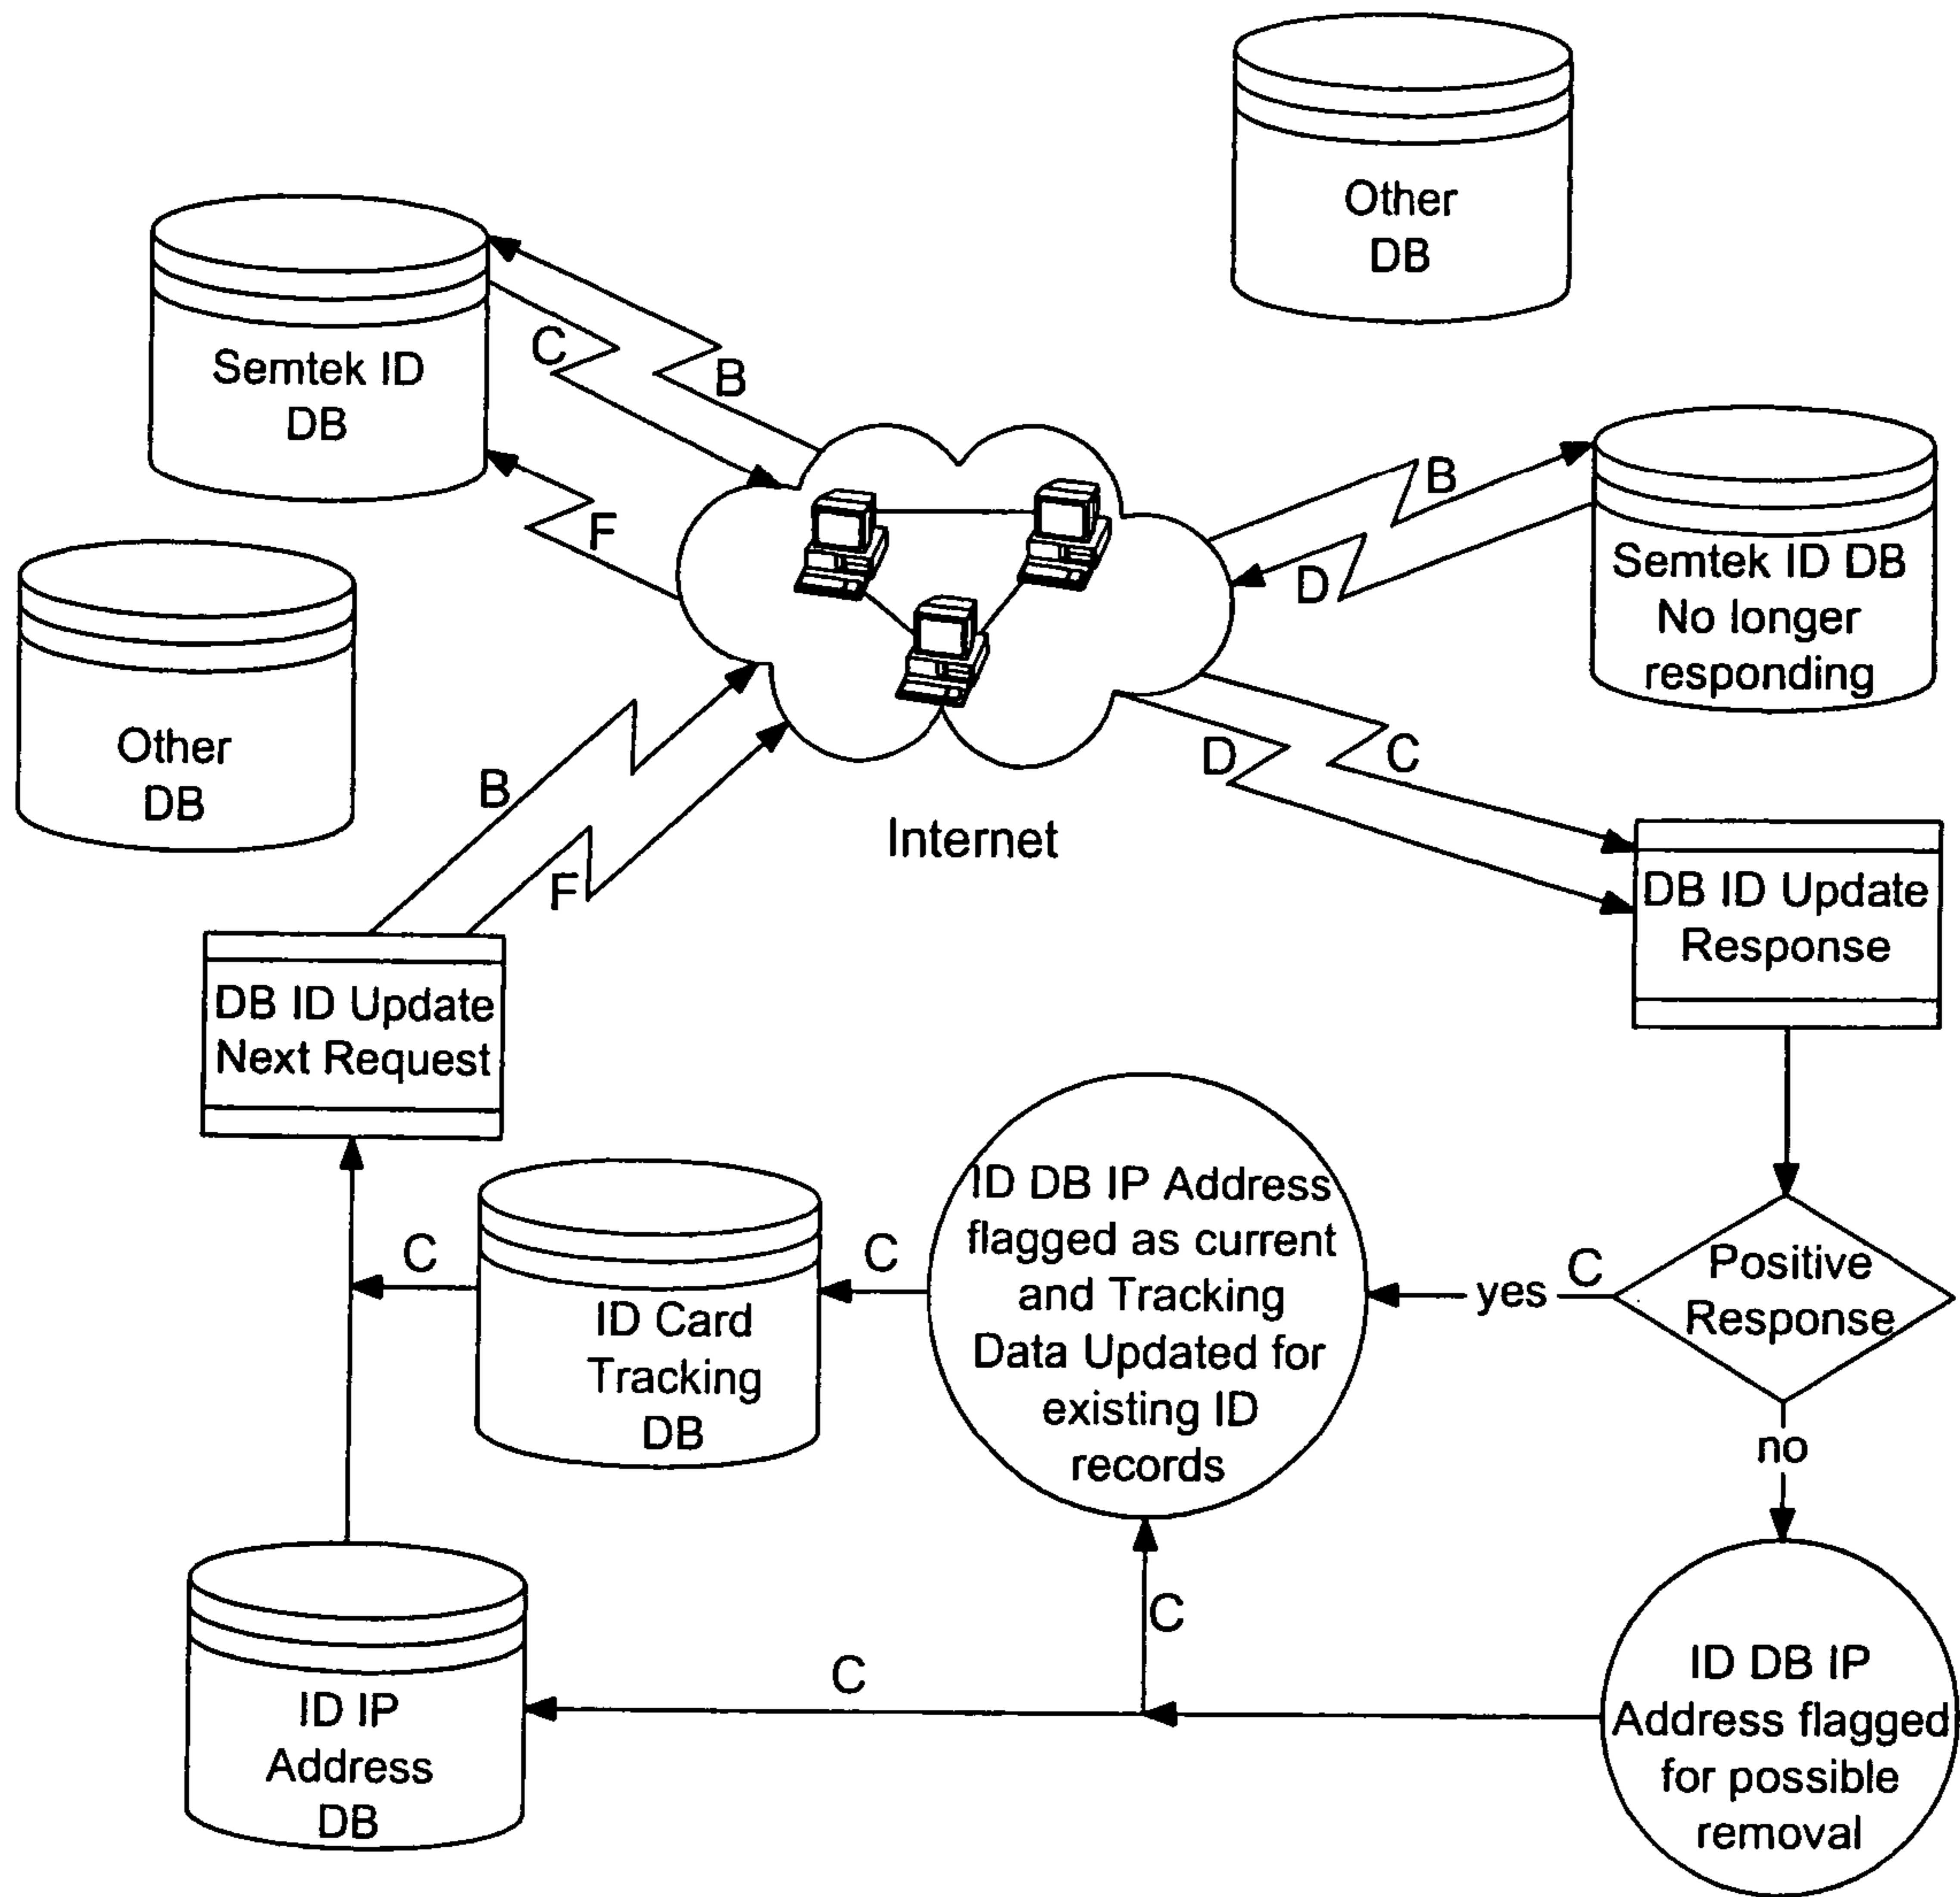 Other
DB
Semtek ID
DB
C
B
B
F
D
Semtek ID DB
No longer
responding
Other
DB
B
F
Internet
D
C
DB ID Update
Response
DB ID Update
Next Request
ID DB IP Address
flagged as current
and Tracking
Data Updated for
existing ID
records
C
C
yes
C
Positive
Response
ID Card
Tracking
DB
no
C
C
ID IP
Address
DB
ID DB IP
Address flagged
for possible
removal